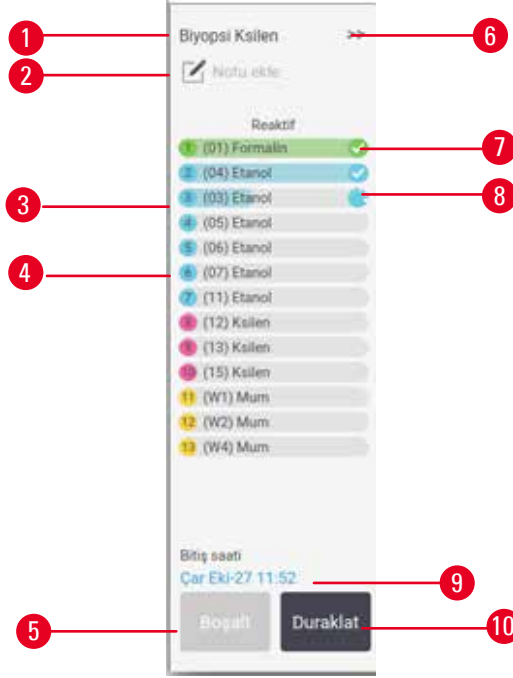 1 Biyopsi Ksilen >> 6
2 Notu ekle
Reaktif
1 (01) Formalin 7
2 (04) Etanol
3 3 (03) Etanol 8
4 (05) Etanol
5 (06) Etanol
4 6 (07) Etanol
7 (11) Etanol
8 (12) Ksilen
9 (13) Ksilen
10 (15) Ksilen
11 (W1) Mum
12 (W2) Mum
13 (W4) Mum
Bitiş saati
Çar Eki-27 11:52 9
5 Boşalt Duraklat 10